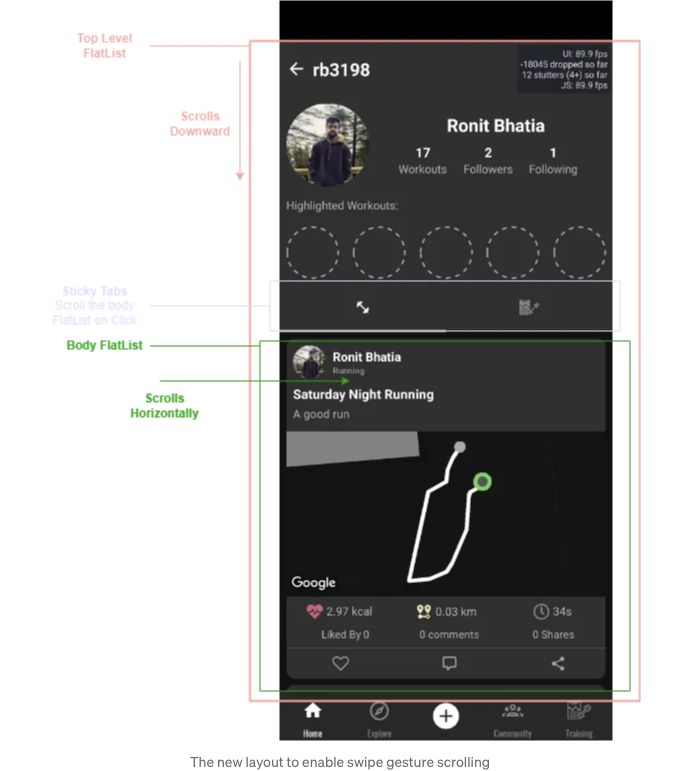 Top Level
FlatList
UI: 89.9 fps
-18045 dropped so far
12 stutters (4+) so far
JS: 89.9 fps
rb3198
Scrolls
Downward
Ronit Bhatia
17 2 1
Workouts Followers Following
Highlighted Workouts:
Sticky Tabs
Scroll the body
FlatList on Click
Body FlatList
Ronit Bhatia
Running
Scrolls
Horizontally
Saturday Night Running
A good run
Google
2.97 kcal 0.03 km 34s
Liked By 0 0 comments 0 Shares
Home Explore Community Training
The new layout to enable swipe gesture scrolling